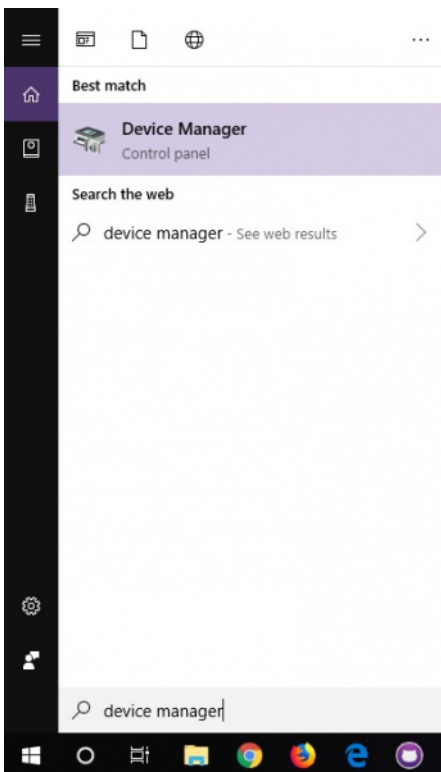 Best match
Device Manager
Control panel
Search the web
device manager - See web results
device manager